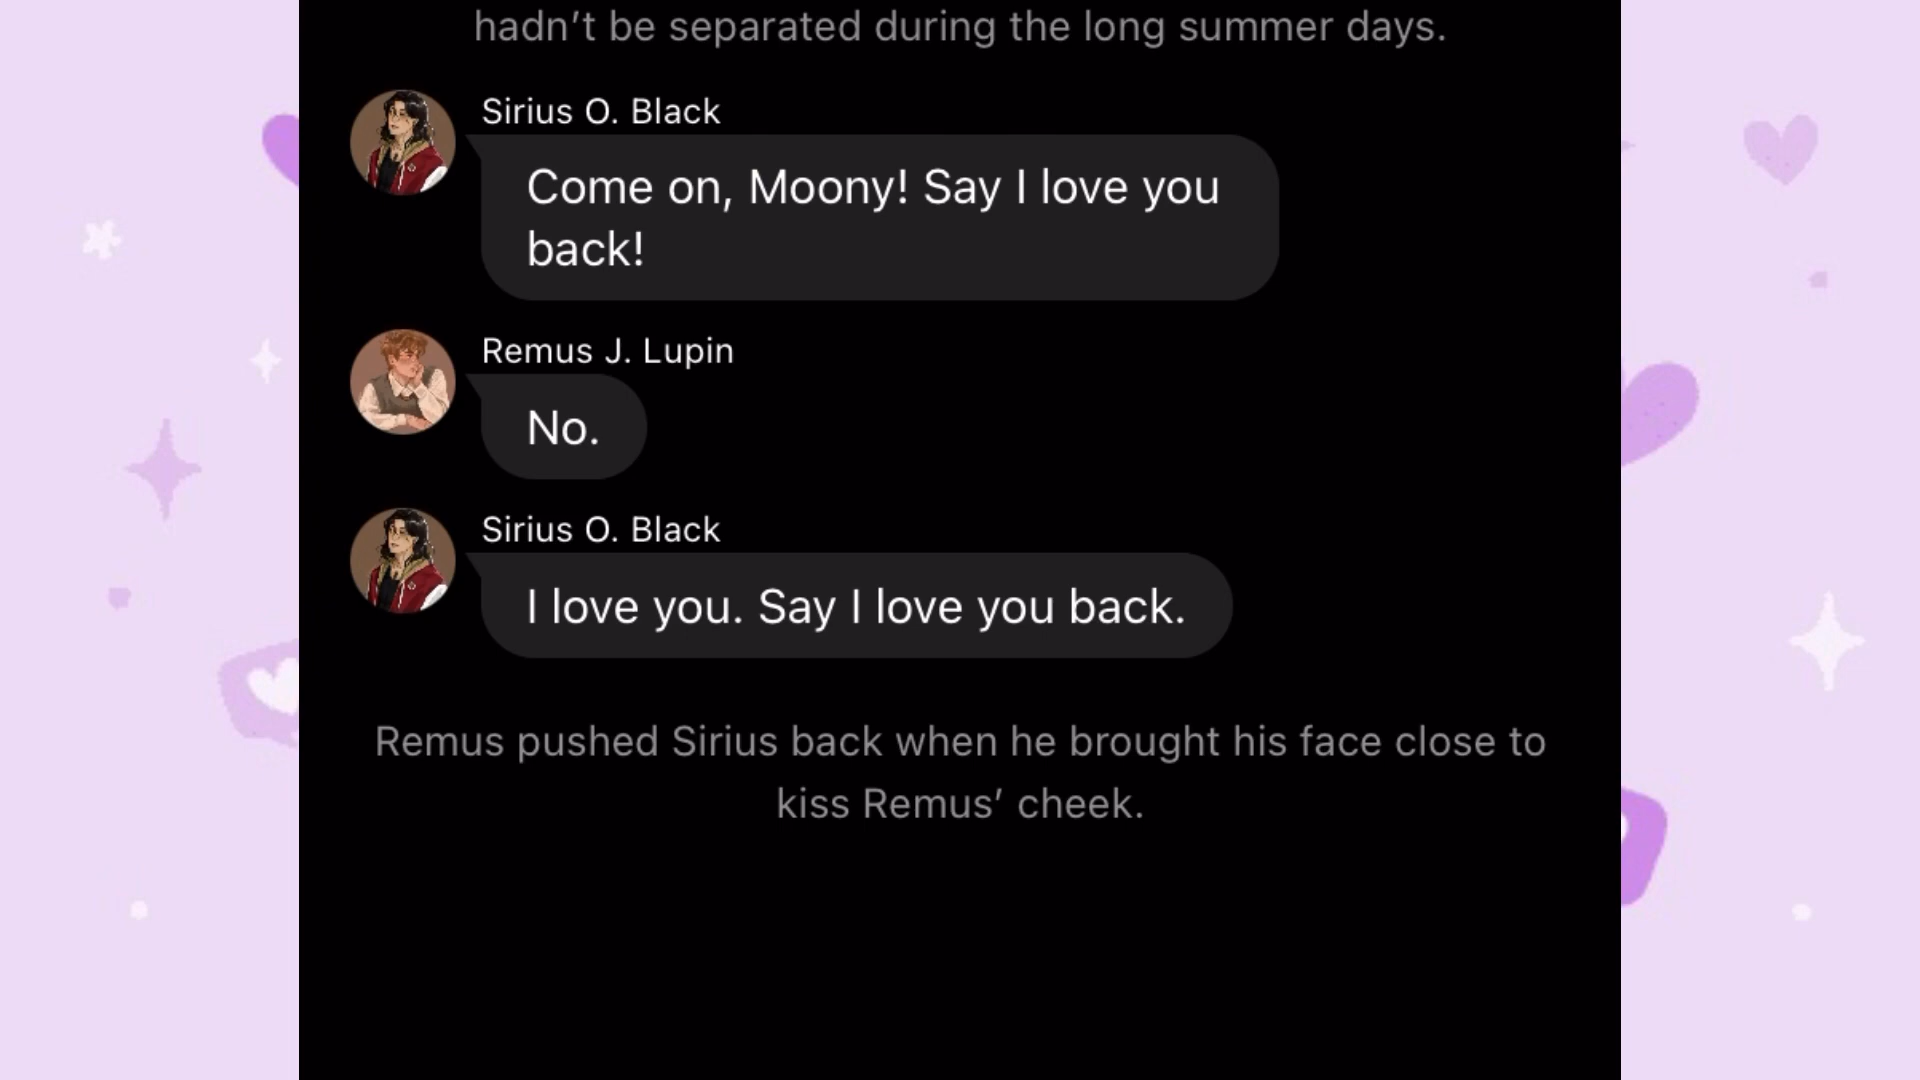 hadn’t be separated during the long summer days.
Sirius O. Black
Come on, Moony! Say I love you
back!
Remus J. Lupin
No.
Sirius O. Black
I love you. Say I love you back.
Remus pushed Sirius back when he brought his face close to
kiss Remus’ cheek.